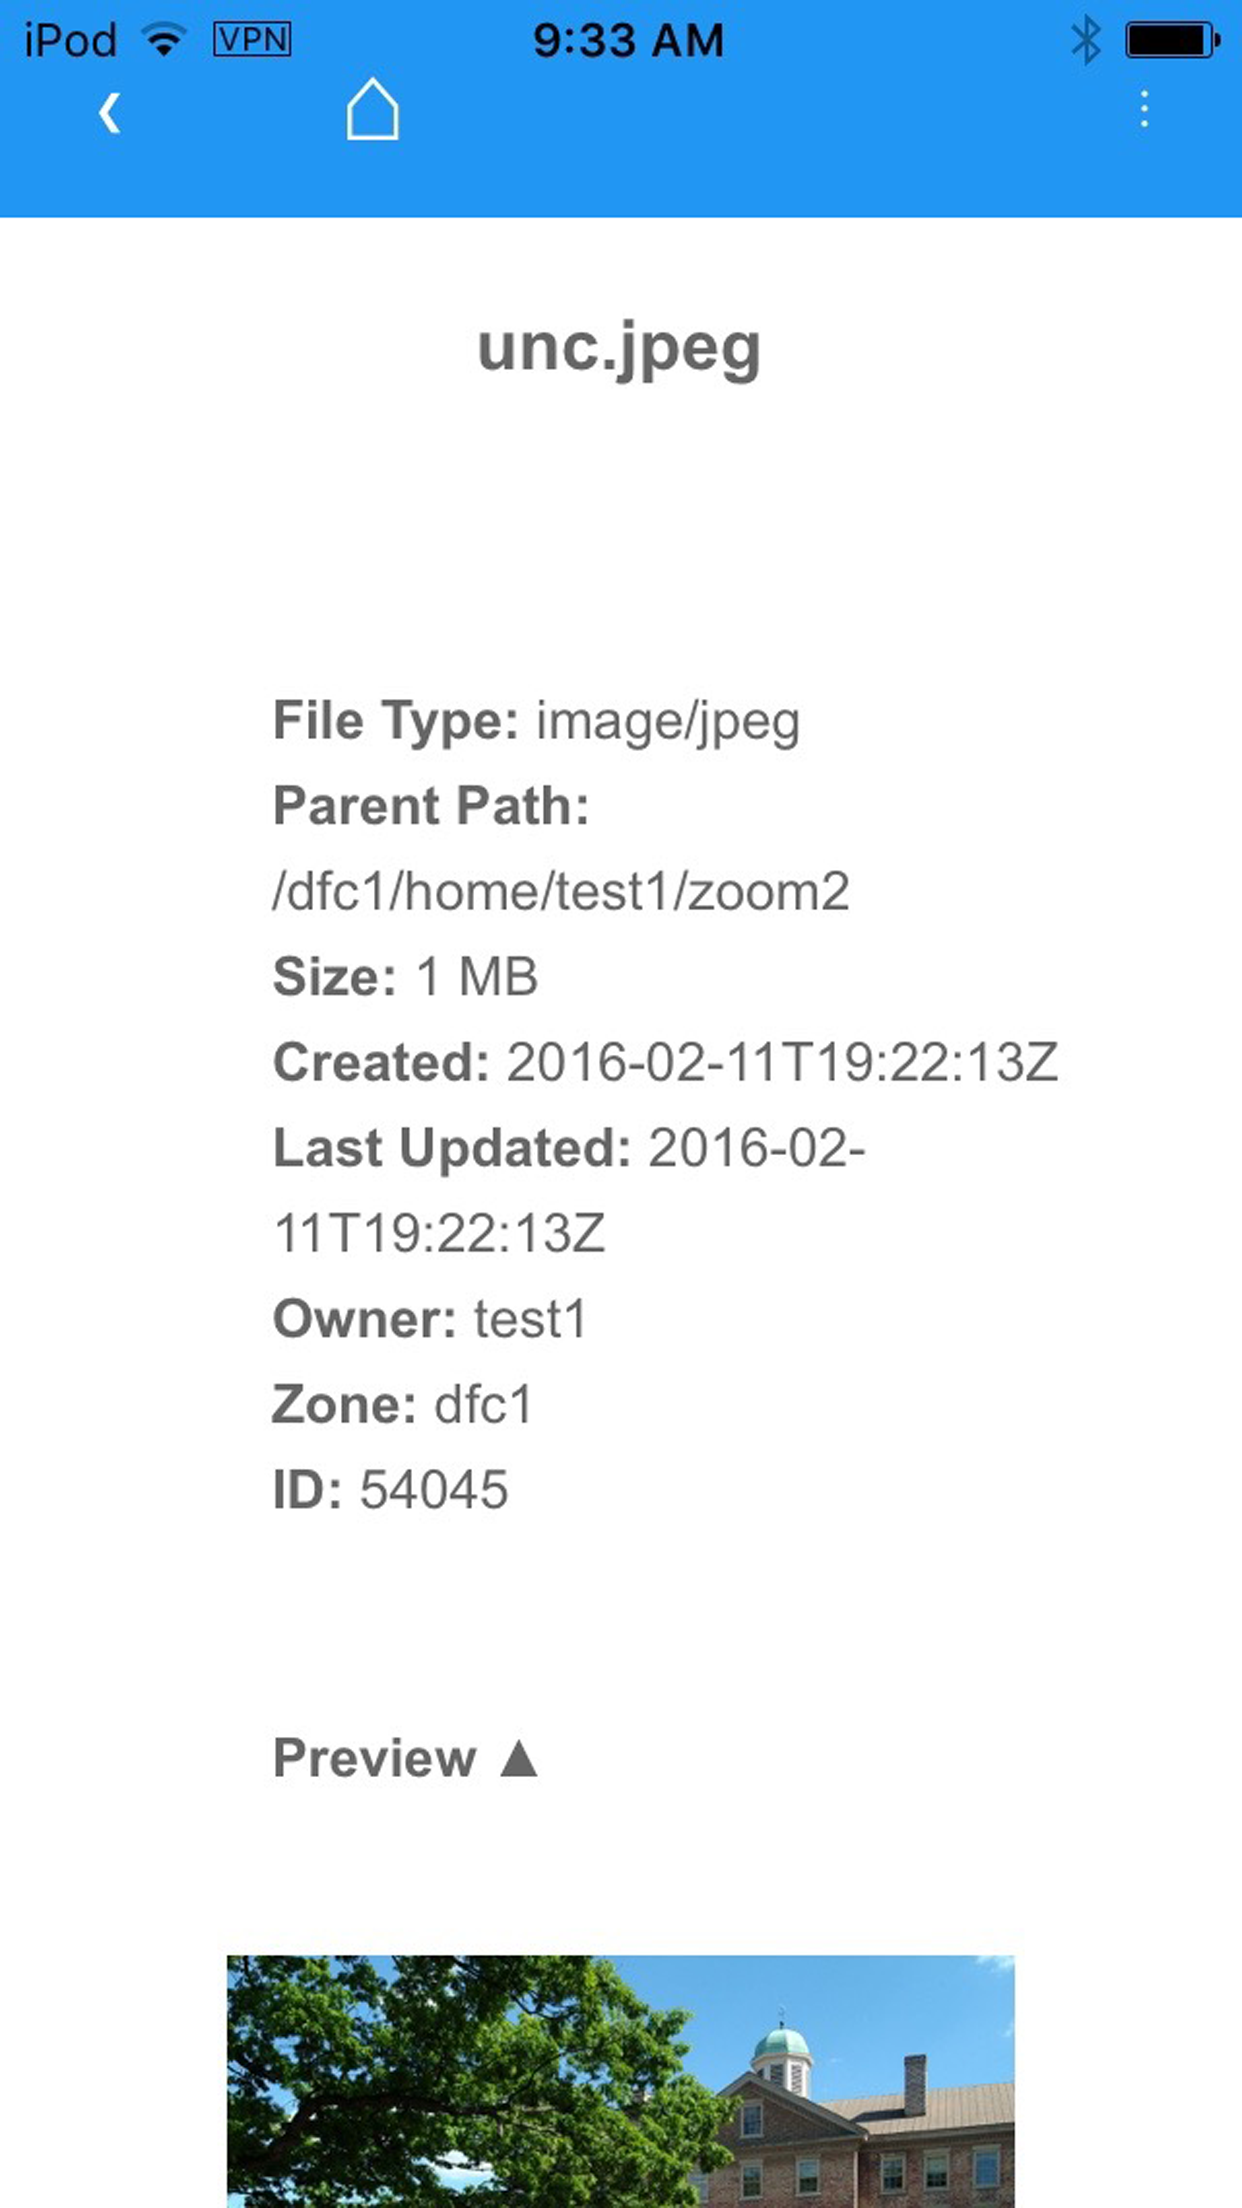 iPod VPN 9:33 AM
unc.jpeg
File Type: image/jpeg
Parent Path:
/dfc1/home/test1/zoom2
Size: 1 MB
Created: 2016-02-11T19:22:13Z
Last Updated: 2016-02-
11T19:22:13Z
Owner: test1
Zone: dfc1
ID: 54045
Preview ▲